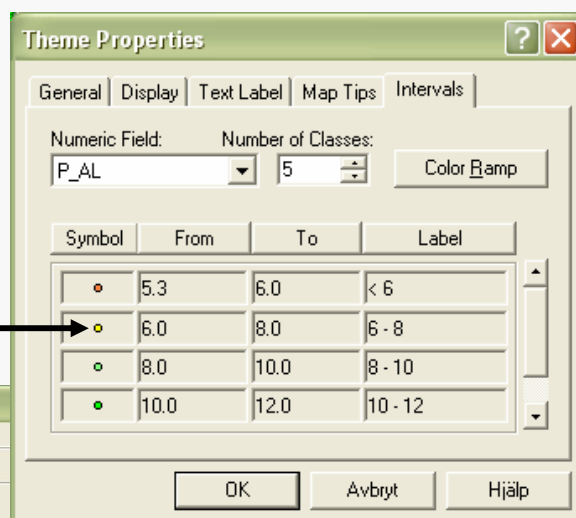 Theme Properties
General Display Text Label Map Tips Intervals
Numeric Field: Number of Classes:
P_AL 5 Color Ramp
Symbol From To Label
5.3 6.0 < 6
6.0 8.0 6 - 8
8.0 10.0 8 - 10
10.0 12.0 10 - 12
OK Avbryt Hjälp